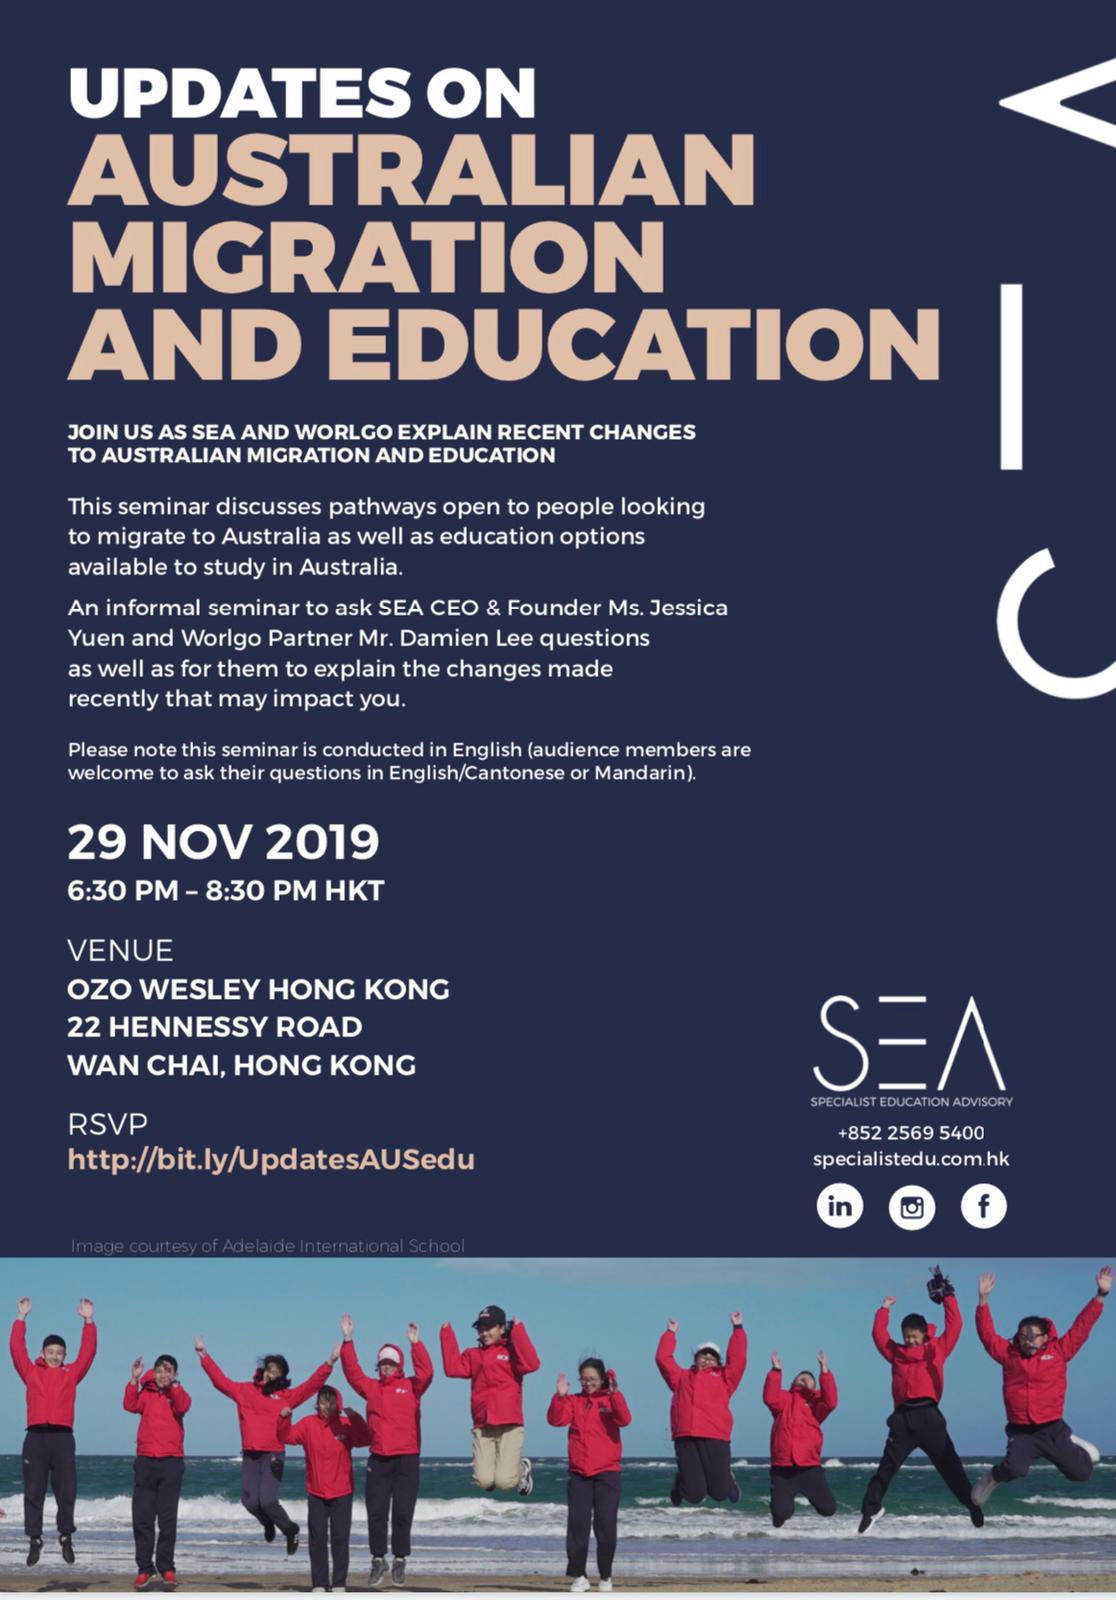 UPDATES ON
AUSTRALIAN
MIGRATION
AND EDUCATION
JOIN US AS SEA AND WORLGO EXPLAIN RECENT CHANGES
TO AUSTRALIAN MIGRATION AND EDUCATION
This seminar discusses pathways open to people looking
to migrate to Australia as well as education options
available to study in Australia.
An informal seminar to ask SEA CEO & Founder Ms. Jessica
Yuen and Worlgo Partner Mr. Damien Lee questions
as well as for them to explain the changes made
recently that may impact you.
Please note this seminar is conducted in English (audience members are
welcome to ask their questions in English/Cantonese or Mandarin).
29 NOV 2019
6:30 PM – 8:30 PM HKT
VENUE
OZO WESLEY HONG KONG
22 HENNESSY ROAD
WAN CHAI, HONG KONG
RSVP
http://bit.ly/UpdatesAUSedu
SEA
SPECIALIST EDUCATION ADVISORY
+852 2569 5400
specialistedu.com.hk
in
f
Image courtesy of Adelaide International School